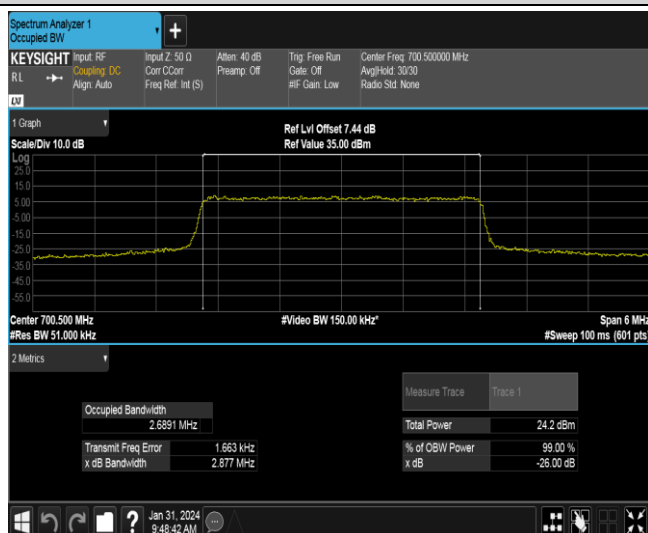 Spectrum Analyzer 1
Occupied BW
KEYSIGHT
R L
LXI
Input: RF
Coupling: DC
Align: Auto
Input Z: 50 Ω
Corr CCorr
Freq Ref: Int (S)
Atten: 40 dB
Preamp: Off
Trig: Free Run
Gate: Off
#IF Gain: Low
Center Freq: 700.500000 MHz
Avg|Hold: 30/30
Radio Std: None
1 Graph
Scale/Div 10.0 dB
Ref Lvl Offset 7.44 dB
Ref Value 35.00 dBm
Log
25.0
15.0
5.00
-5.00
-15.0
-25.0
-35.0
-45.0
-55.0
Center 700.500 MHz
#Res BW 51.000 kHz
#Video BW 150.00 kHz*
Span 6 MHz
#Sweep 100 ms (601 pts)
2 Metrics
Measure Trace Trace 1
Occupied Bandwidth
2.6891 MHz
Total Power 24.2 dBm
Transmit Freq Error 1.663 kHz
% of OBW Power 99.00 %
x dB Bandwidth 2.877 MHz
x dB -26.00 dB
?
Jan 31, 2024
9:48:42 AM